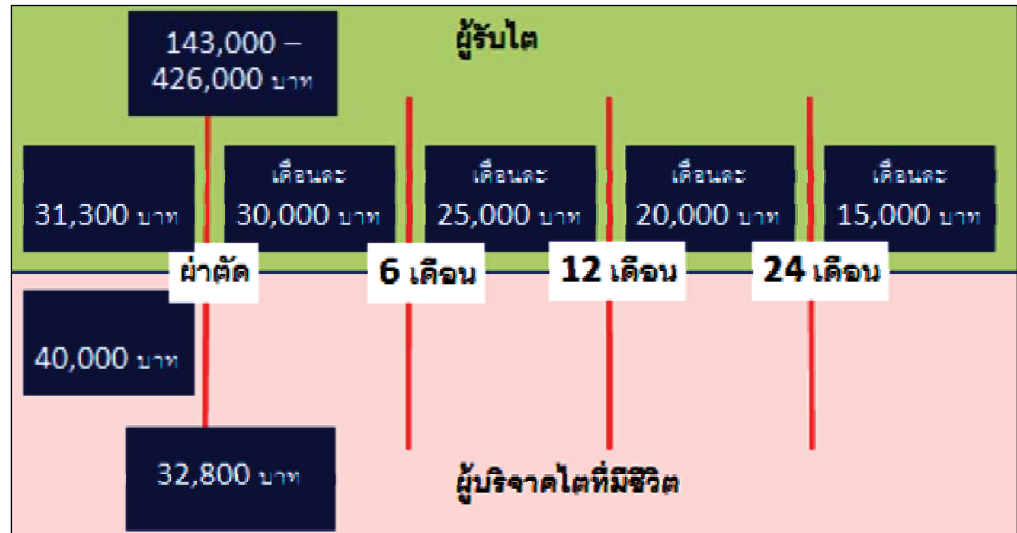 143,000 –
426,000 บาท
ผู้รับไต
31,300 บาท
เดือนละ
30,000 บาท
เดือนละ
25,000 บาท
เดือนละ
20,000 บาท
เดือนละ
15,000 บาท
ผ่าตัด
6 เดือน
12 เดือน
24 เดือน
40,000 บาท
32,800 บาท
ผู้บริจาคไตที่มีชีวิต